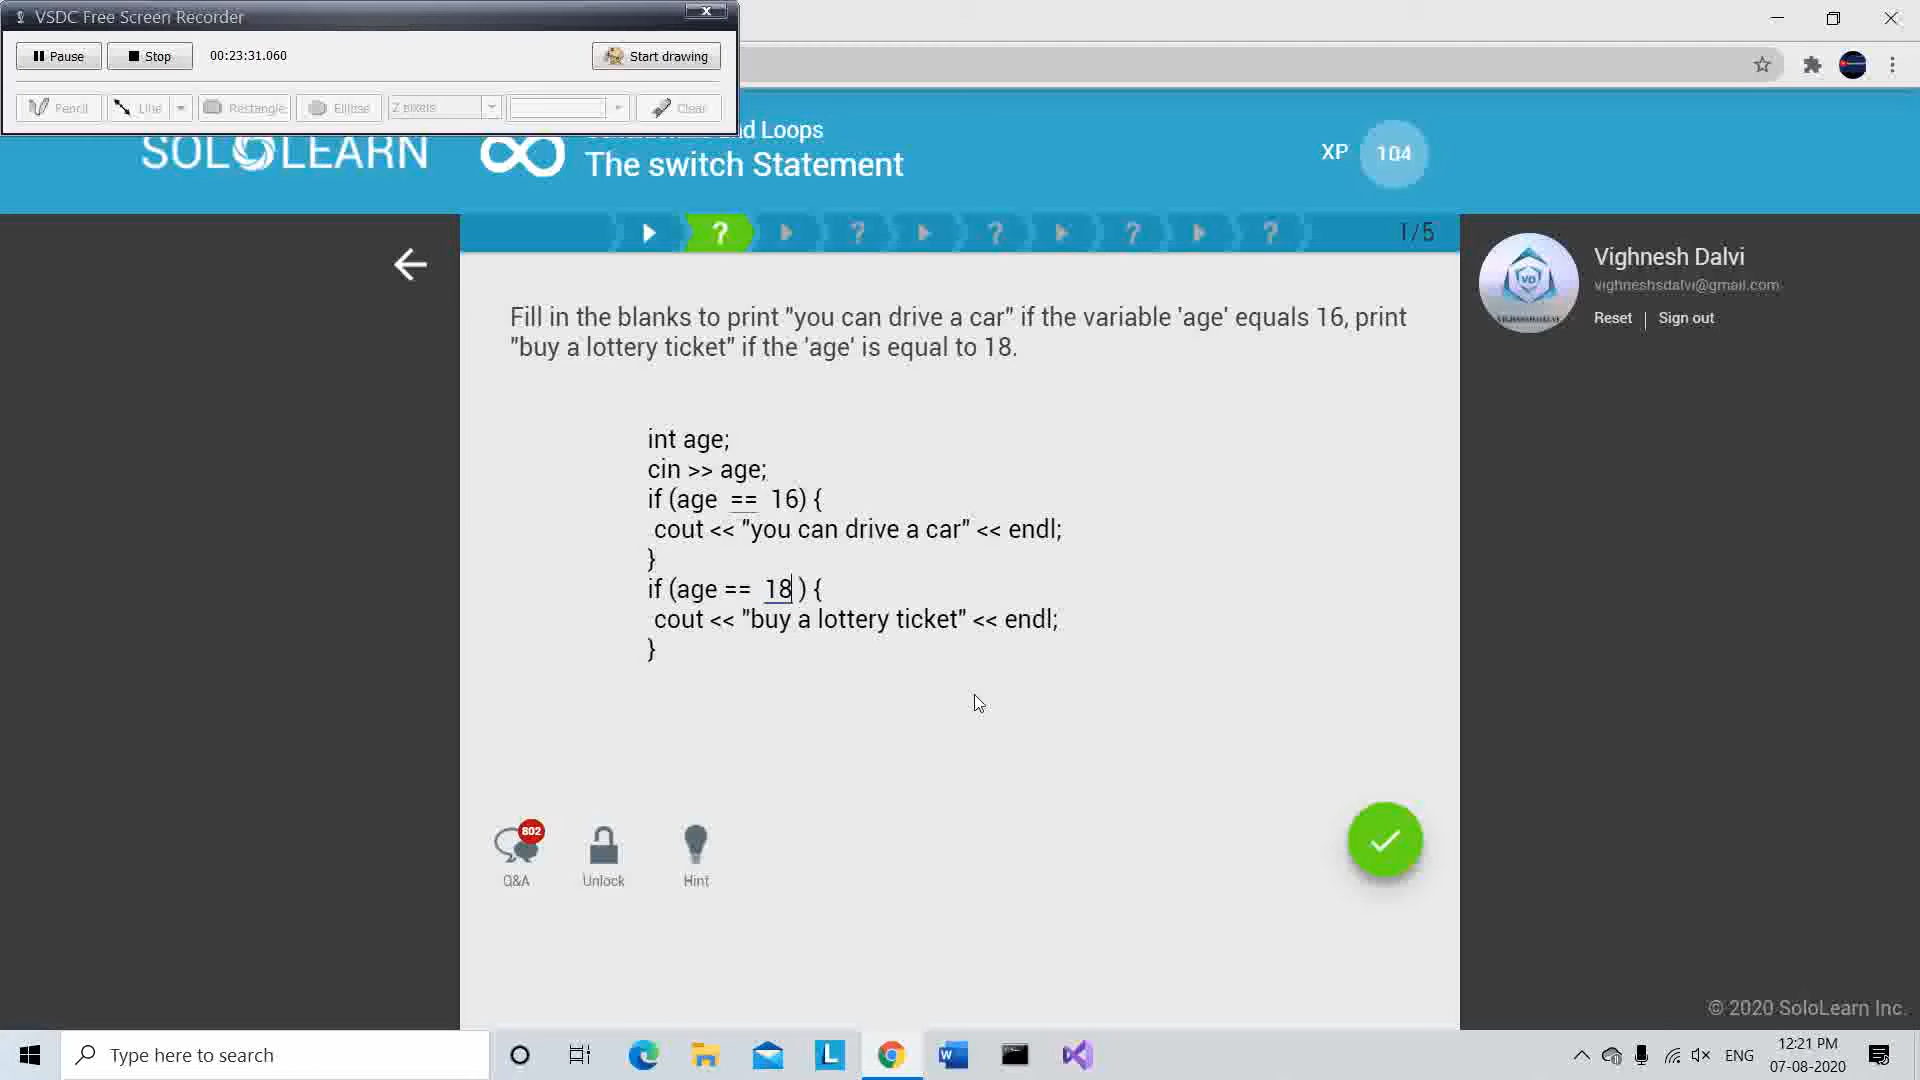 VSDC Free Screen Recorder
Pause
Stop
00:23:31.060
Start drawing
Pencil
Line
Rectangle
Ellipse
2 pixels
Clear
SOLOLEARN
nd Loops
The switch Statement
XP
104
1/5
Vighnesh Dalvi
vighneshsdalvi@gmail.com
Reset
Sign out
Fill in the blanks to print "you can drive a car" if the variable 'age' equals 16, print
"buy a lottery ticket" if the 'age' is equal to 18.
int age;
cin >> age;
if (age == 16) {
cout << "you can drive a car" << endl;
}
if (age == 18 ) {
cout << "buy a lottery ticket" << endl;
}
802
Q&A
Unlock
Hint
© 2020 SoloLearn Inc.
Type here to search
ENG
12:21 PM
07-08-2020